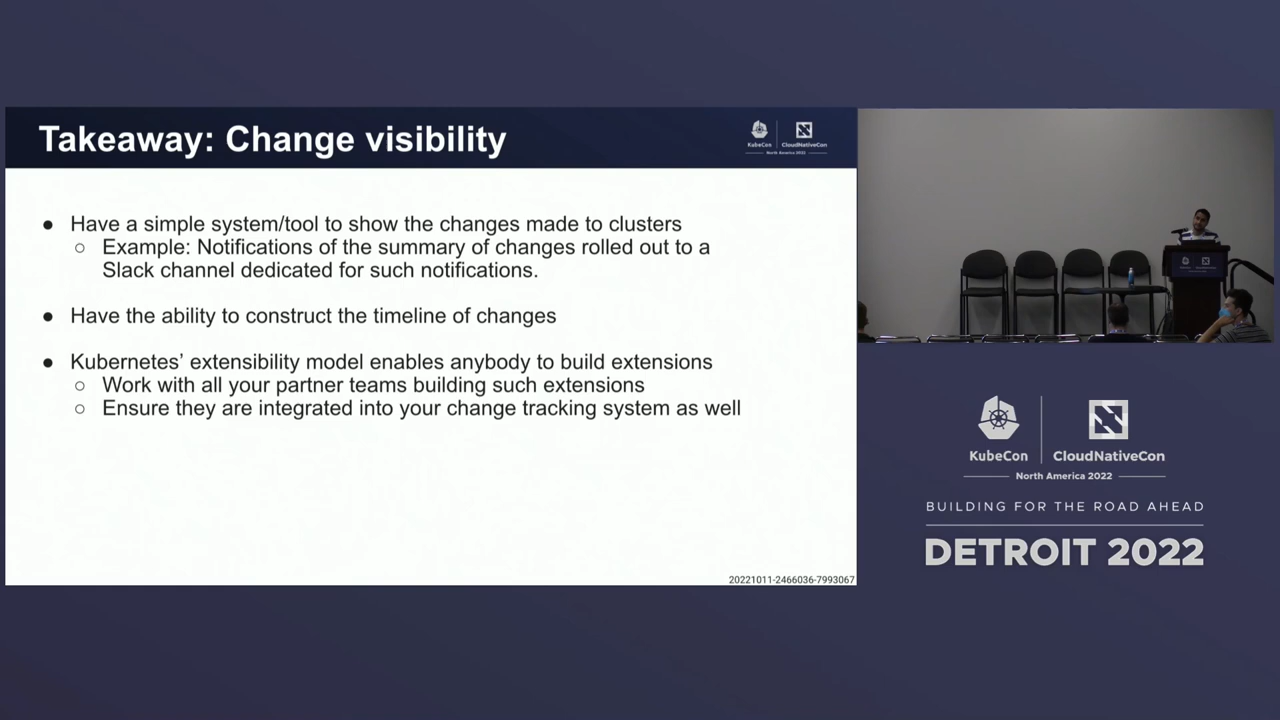 Takeaway: Change visibility
KubeCon
CloudNativeCon
North America 2022
● Have a simple system/tool to show the changes made to clusters
○ Example: Notifications of the summary of changes rolled out to a
Slack channel dedicated for such notifications.
● Have the ability to construct the timeline of changes
● Kubernetes’ extensibility model enables anybody to build extensions
○ Work with all your partner teams building such extensions
○ Ensure they are integrated into your change tracking system as well
20221011-2466036-7993067
KubeCon
CloudNativeCon
North America 2022
BUILDING FOR THE ROAD AHEAD
DETROIT 2022